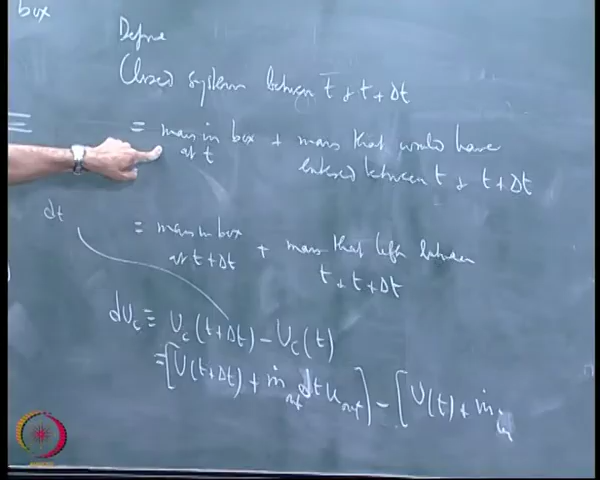 box
Define
Closed system between t & t + Δt
= mass in box + mass that would have
at t entered between t & t + Δt
dt
= mass in box + mass that left between
at t + Δt t & t + Δt
dU_c ≡ U_c(t+Δt) - U_c(t)
= [U(t+Δt) + ṁ_out dt u_out] - [U(t) + ṁ_in